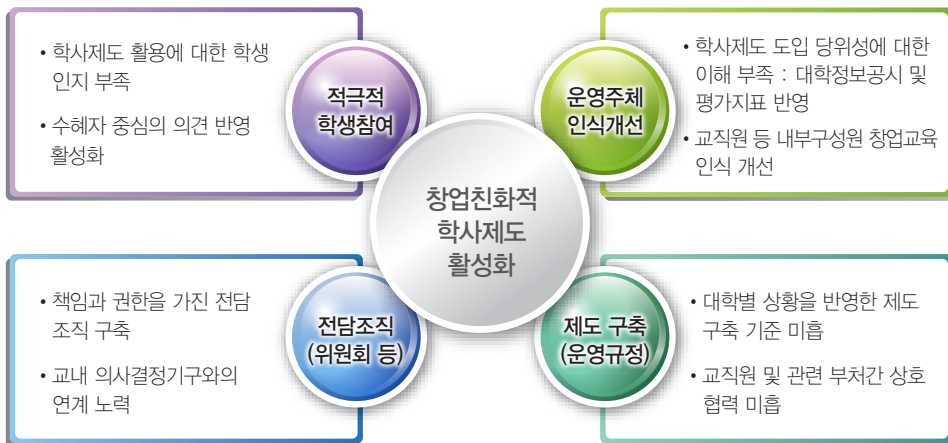 • 학사제도 활용에 대한 학생
인지 부족
• 수혜자 중심의 의견 반영
활성화
적극적
학생참여
운영주체
인식개선
• 학사제도 도입 당위성에 대한
이해 부족 : 대학정보공시 및
평가지표 반영
• 교직원 등 내부구성원 창업교육
인식 개선
창업친화적
학사제도
활성화
• 책임과 권한을 가진 전담
조직 구축
• 교내 의사결정기구와의
연계 노력
전담조직
(위원회 등)
제도 구축
(운영규정)
• 대학별 상황을 반영한 제도
구축 기준 미흡
• 교직원 및 관련 부처간 상호
협력 미흡